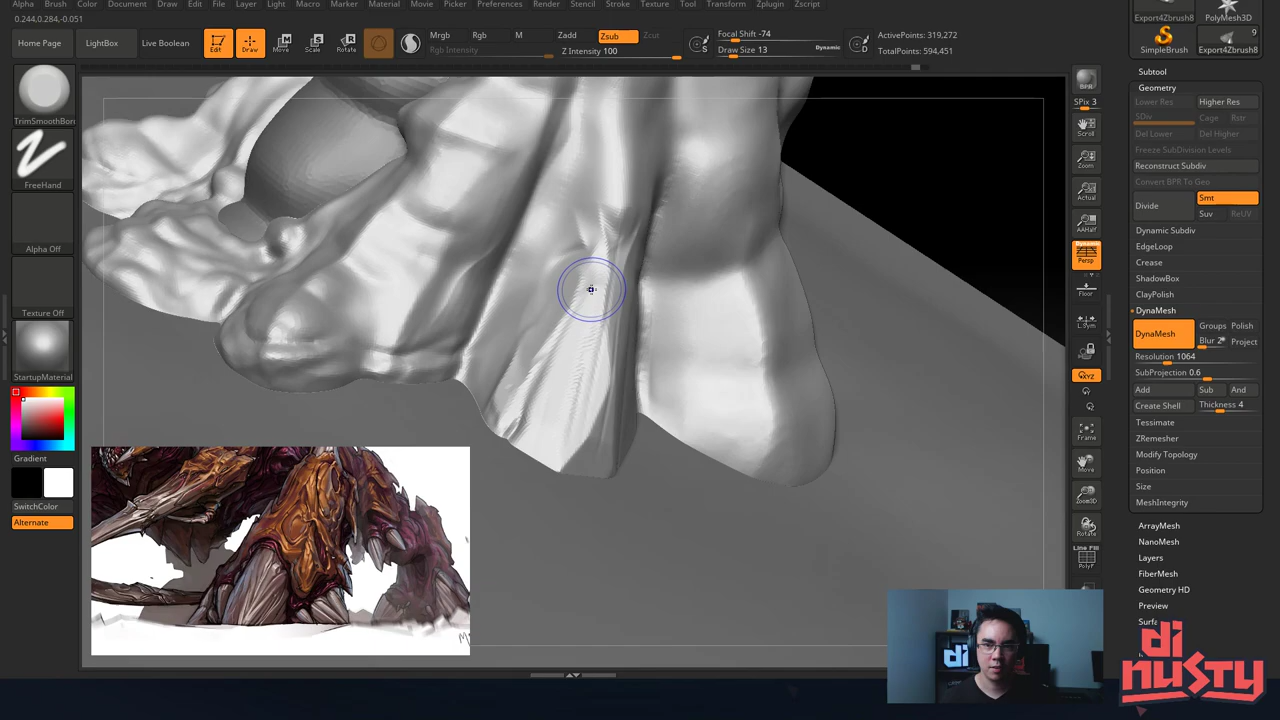 Alpha Brush Color Document Draw Edit File Layer Light Macro Marker Material Movie Picker Preferences Render Stencil Stroke Texture Tool Transform Zplugin Zscript
0.244,0.284,-0.051
Home Page
LightBox
Live Boolean
Edit
Draw
Move
Scale
Rotate
Mrgb
Rgb
M
Rgb Intensity
Zadd
Zsub
Zcut
Z Intensity 100
Focal Shift -74
Draw Size 13
Dynamic
ActivePoints: 319,272
TotalPoints: 594,451
TrimSmoothBor
FreeHand
Alpha Off
Texture Off
StartupMaterial
Gradient
SwitchColor
Alternate
BPR
SPix 3
Scroll
Zoom
Actual
AAHalf
Dynamic
Persp
Floor
L.Sym
XYZ
Frame
Move
Zoom3D
Rotate
Line Fill
PolyF
Export4Zbrush8
PolyMesh3D
SimpleBrush
9
Export4Zbrush8
Subtool
Geometry
Lower Res
Higher Res
SDiv
Cage
Rstr
Del Lower
Del Higher
Freeze SubDivision Levels
Reconstruct Subdiv
Convert BPR To Geo
Divide
Smt
Suv
ReUV
Dynamic Subdiv
EdgeLoop
Crease
ShadowBox
ClayPolish
DynaMesh
DynaMesh
Groups
Polish
Blur 2
Project
Resolution 1064
SubProjection 0.6
Add
Sub
And
Create Shell
Thickness 4
Tessimate
ZRemesher
Modify Topology
Position
Size
MeshIntegrity
ArrayMesh
NanoMesh
Layers
FiberMesh
Geometry HD
Preview
Surf
di
di
nusty